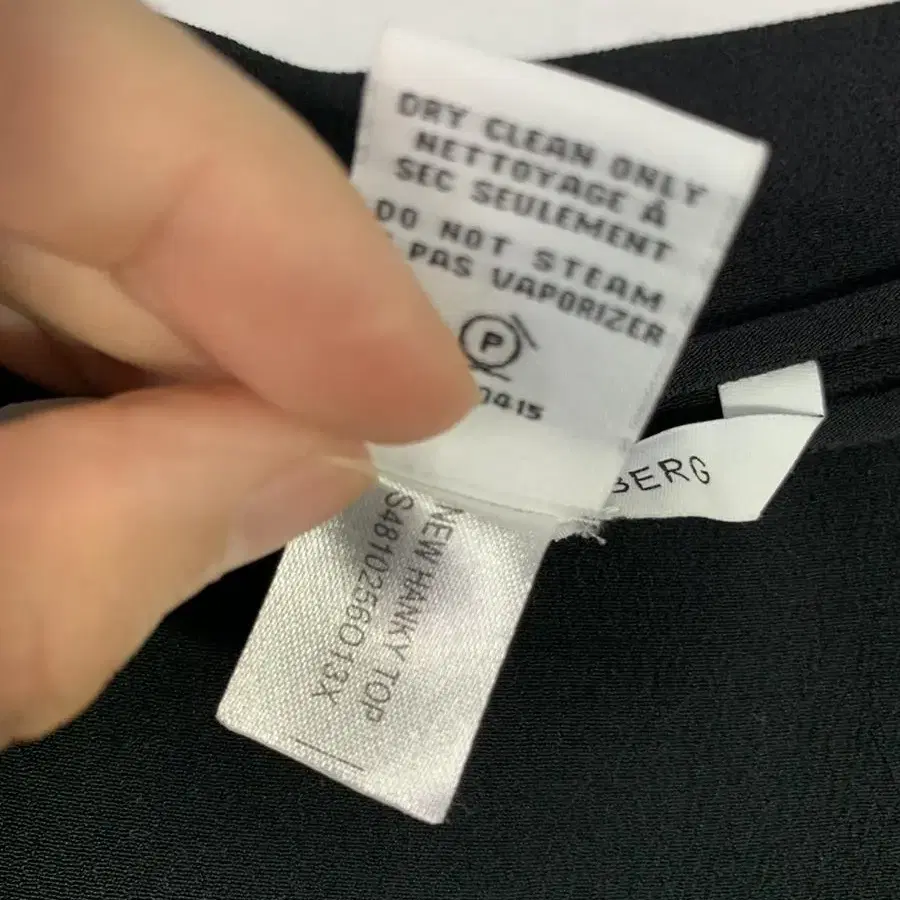 DRY CLEAN ONLY
NETTOYAGE À
SEC SEULEMENT
DO NOT STEAM
PAS VAPORIZER
P
0415
BERG
NEW HANKY TOP
S4810256013X